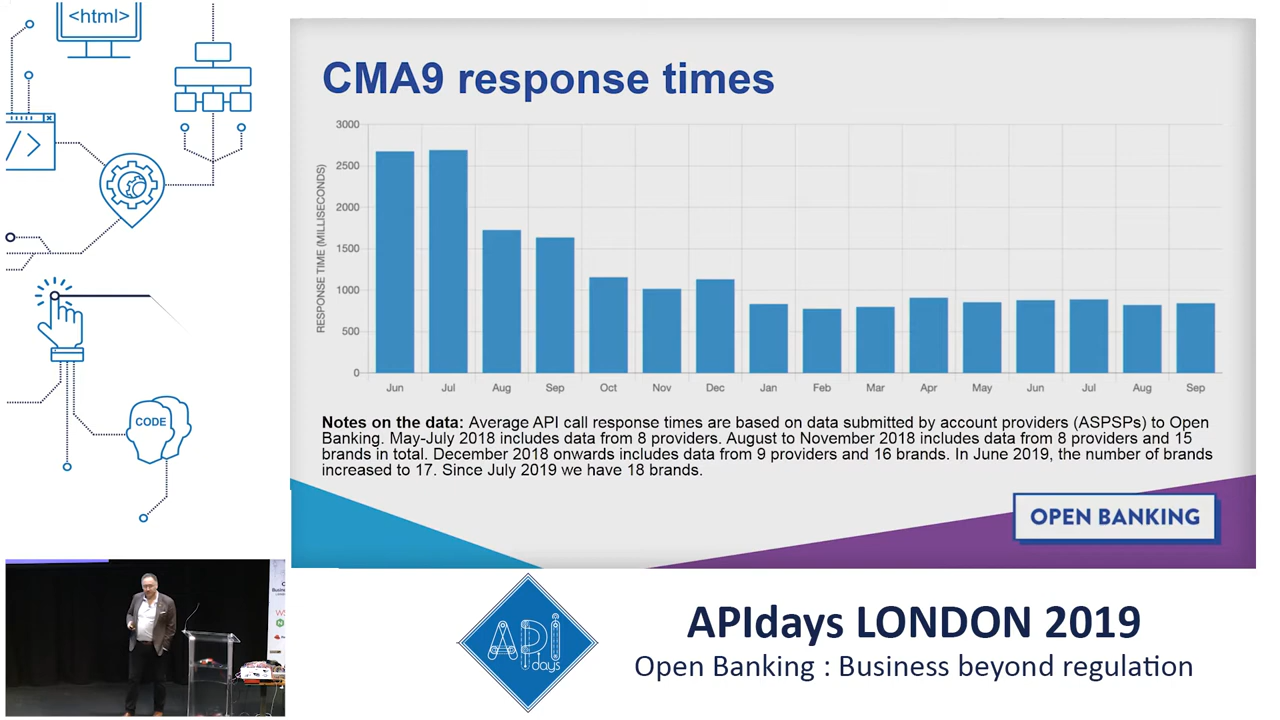 <html>
</>
CODE
CMA9 response times
RESPONSE TIME (MILLISECONDS)
3000
2500
2000
1500
1000
500
0
Jun Jul Aug Sep Oct Nov Dec Jan Feb Mar Apr May Jun Jul Aug Sep
Notes on the data: Average API call response times are based on data submitted by account providers (ASPSPs) to Open
Banking. May-July 2018 includes data from 8 providers. August to November 2018 includes data from 8 providers and 15
brands in total. December 2018 onwards includes data from 9 providers and 16 brands. In June 2019, the number of brands
increased to 17. Since July 2019 we have 18 brands.
OPEN BANKING
API
days
APIdays LONDON 2019
Open Banking : Business beyond regulation